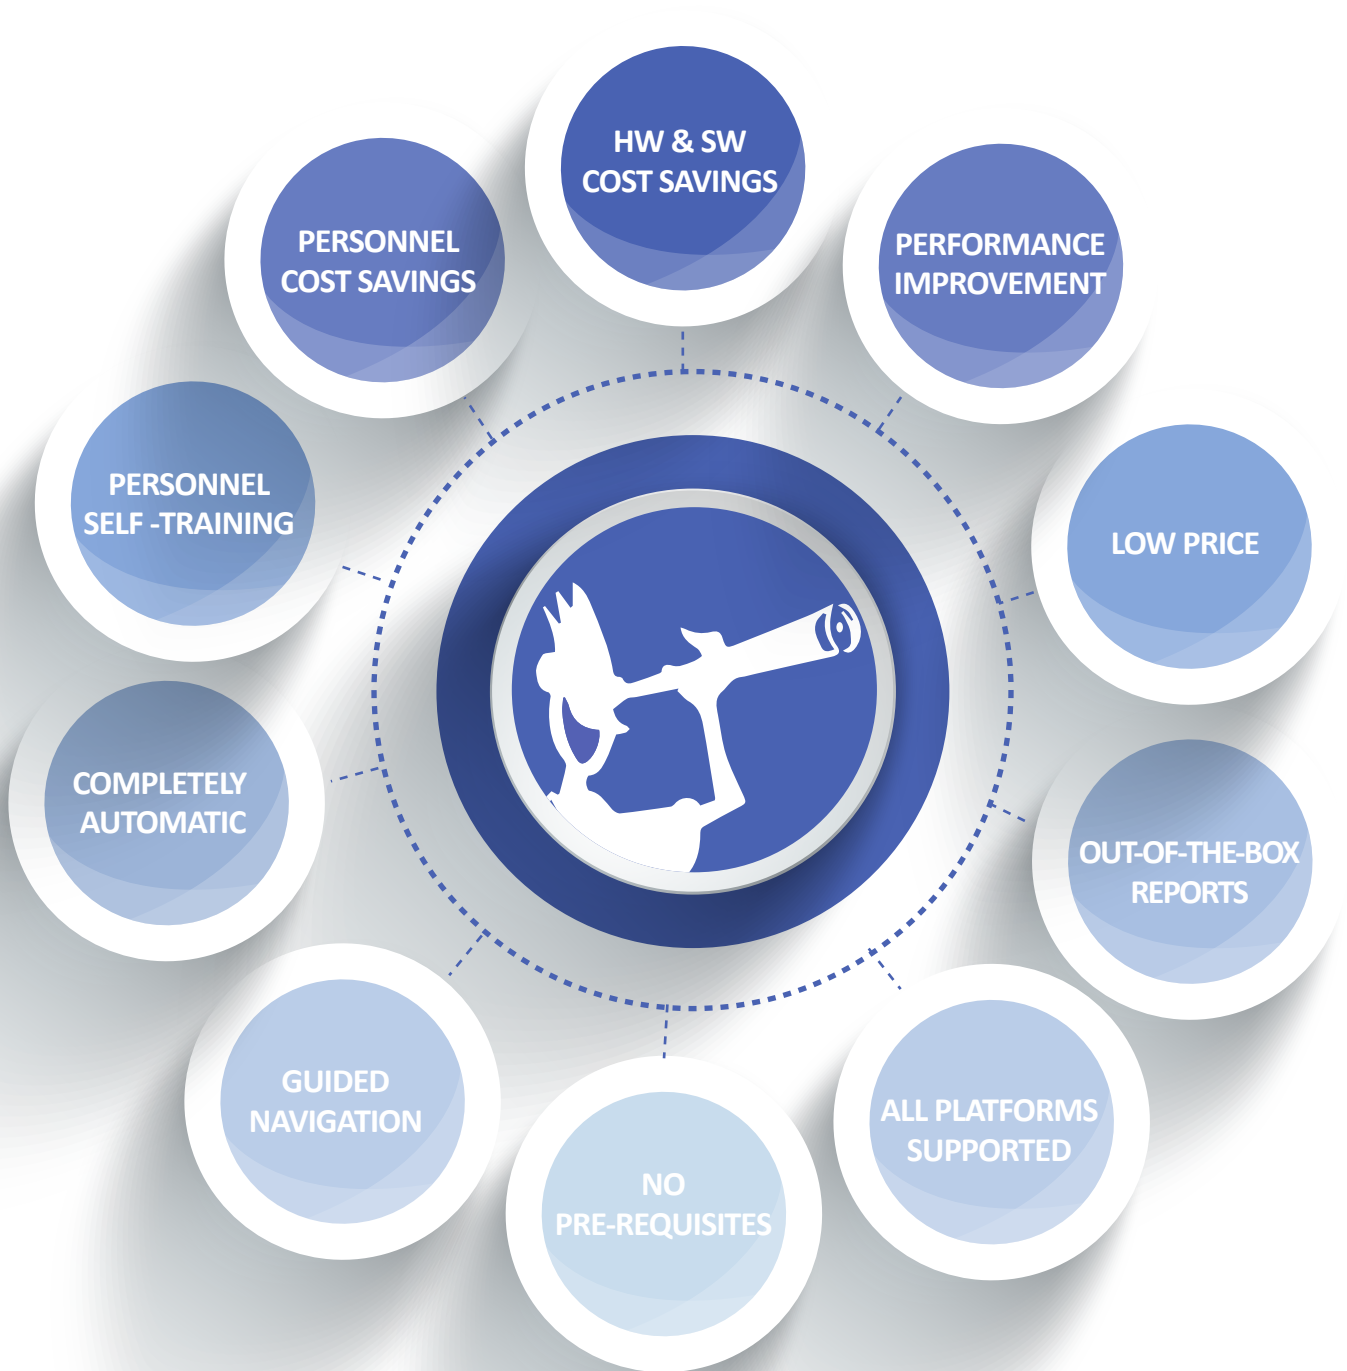 HW & SW
COST SAVINGS
PERFORMANCE
IMPROVEMENT
LOW PRICE
OUT-OF-THE-BOX
REPORTS
ALL PLATFORMS
SUPPORTED
NO
PRE-REQUISITES
GUIDED
NAVIGATION
COMPLETELY
AUTOMATIC
PERSONNEL
SELF -TRAINING
PERSONNEL
COST SAVINGS